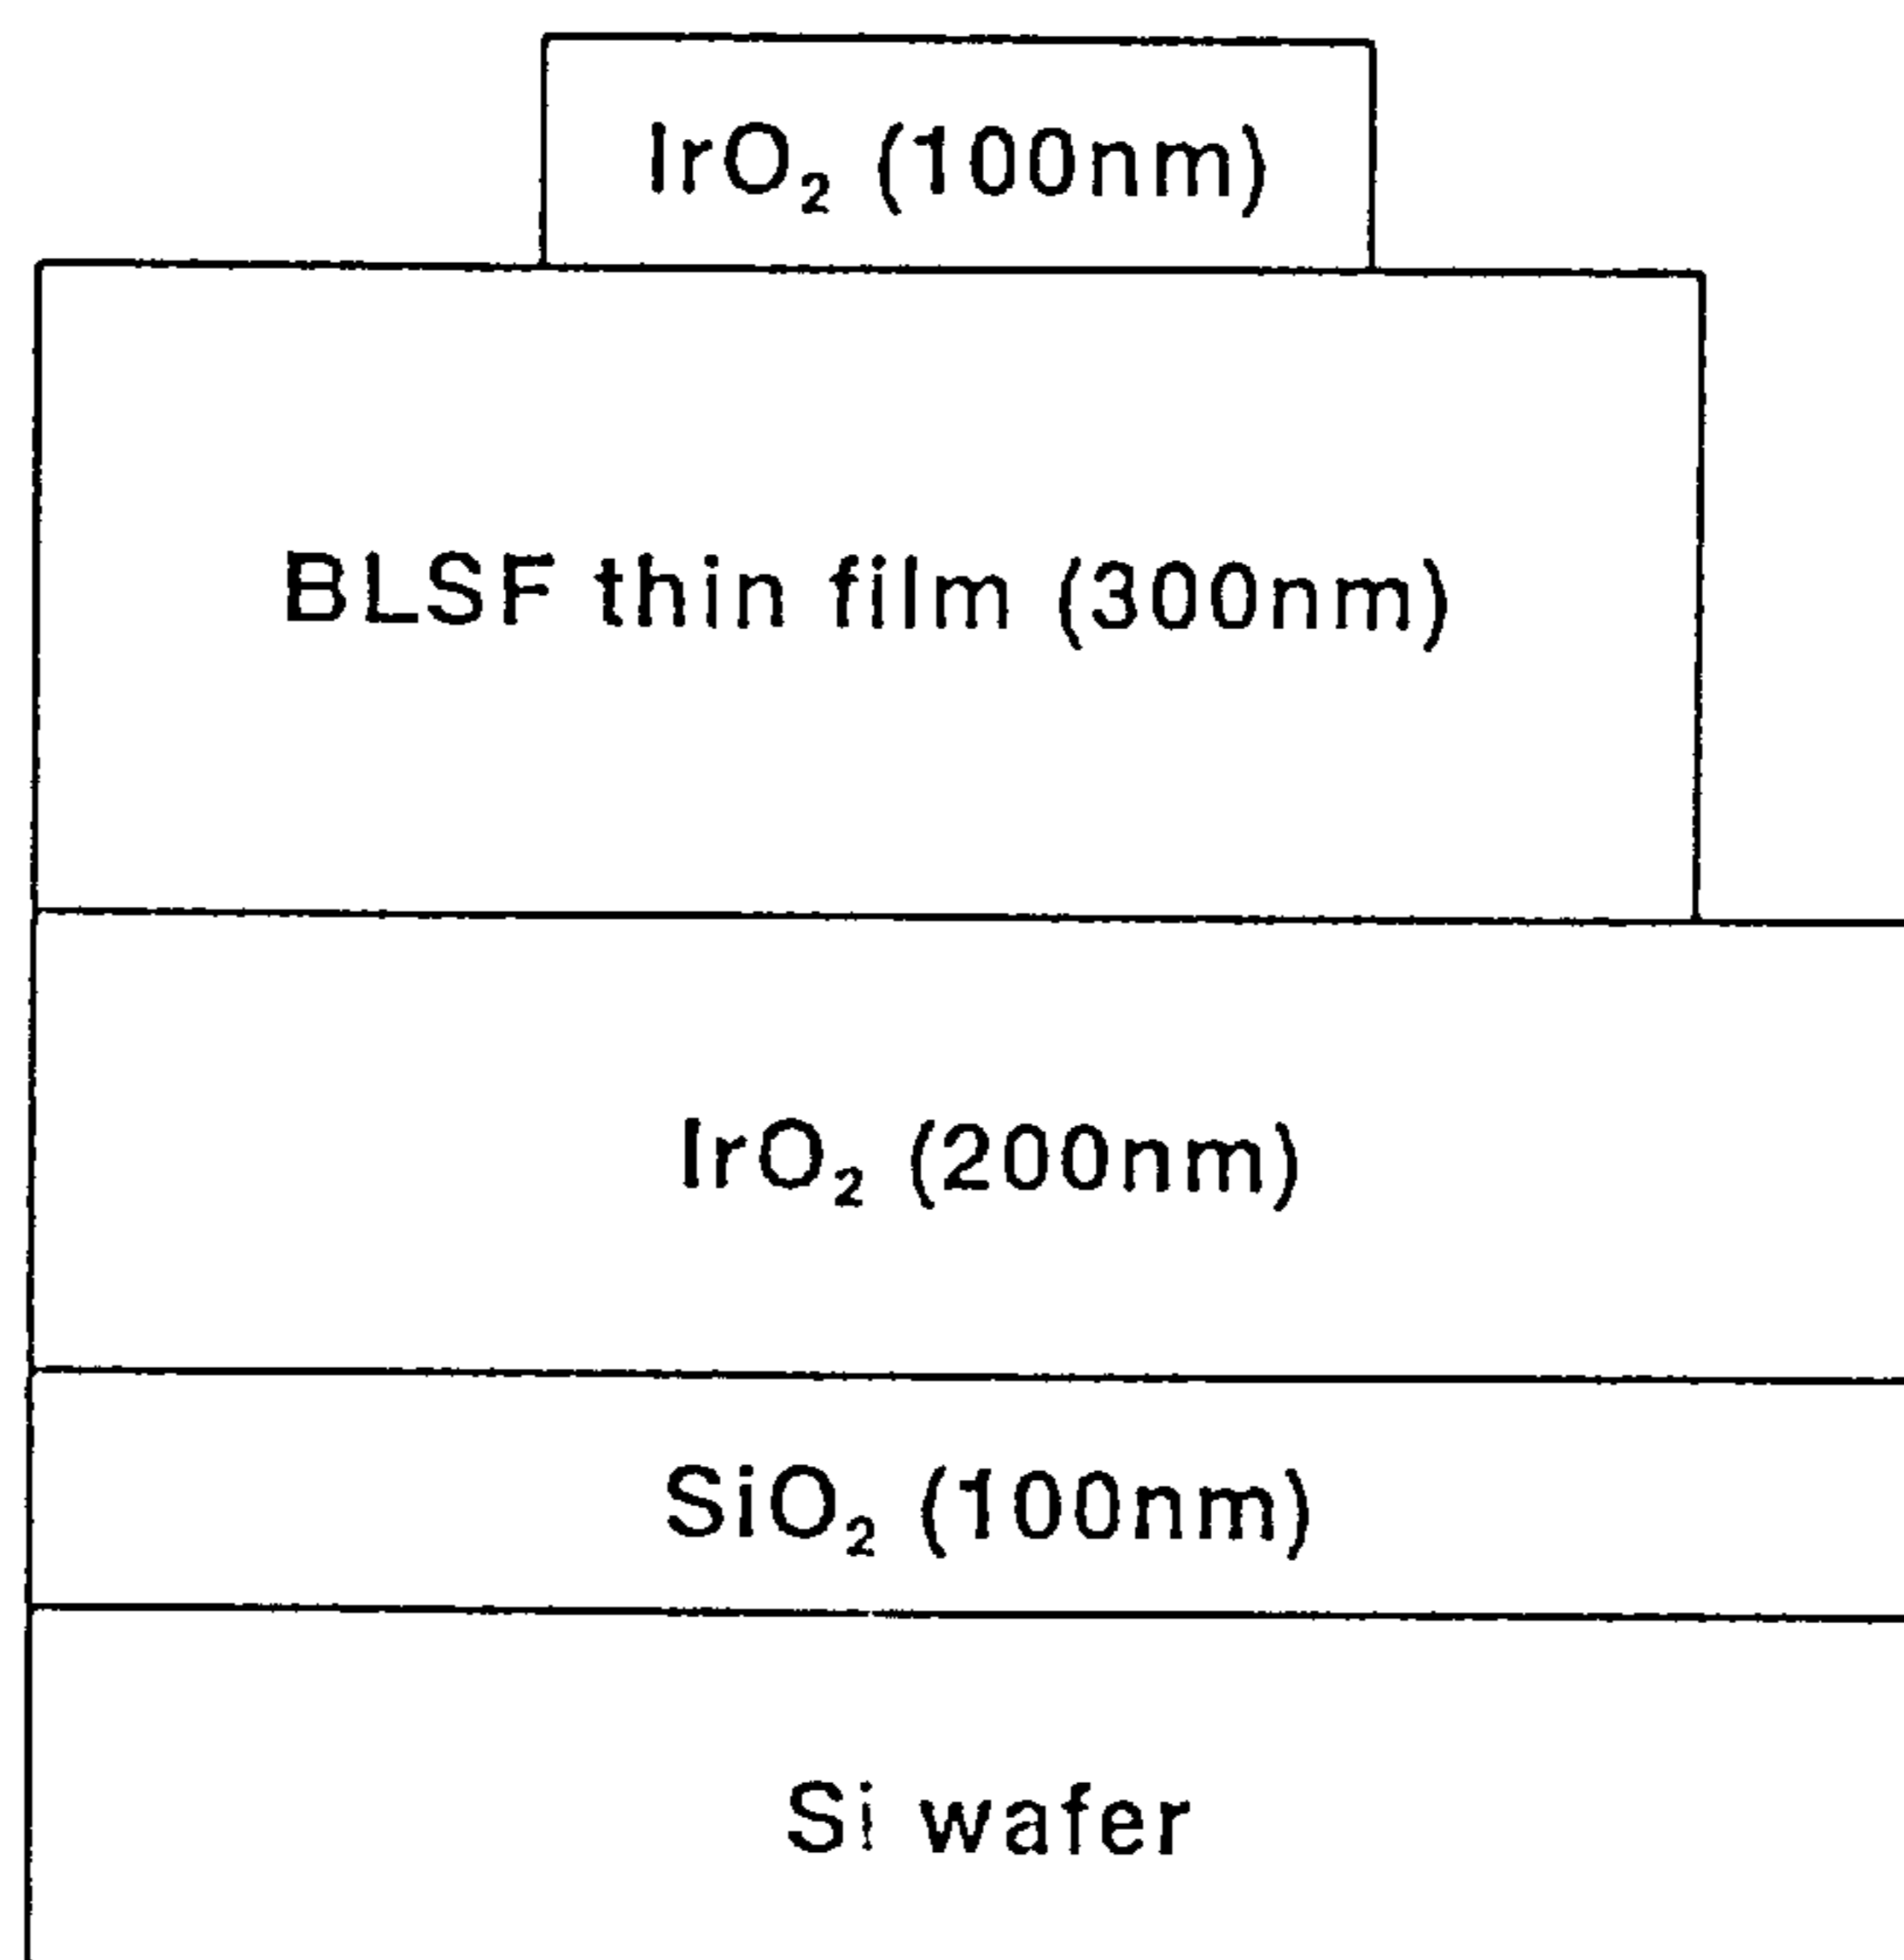 IrO₂ (100nm)
BLSF thin film (300nm)
IrO₂ (200nm)
SiO₂ (100nm)
Si wafer